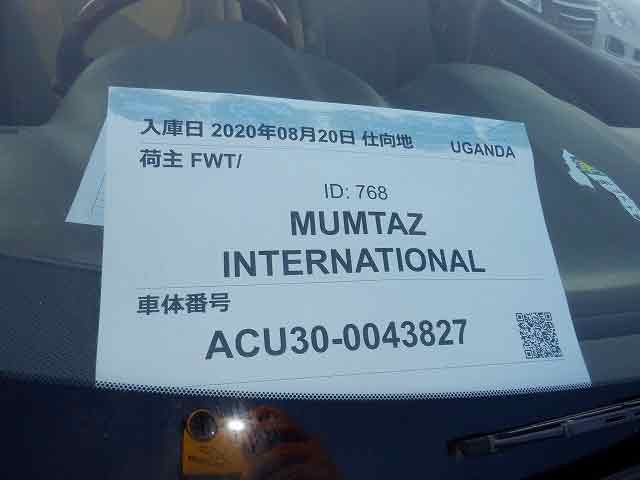 入庫日 2020年08月20日 仕向地 UGANDA
荷主 FWT/
ID: 768
MUMTAZ
INTERNATIONAL
車体番号
ACU30-0043827